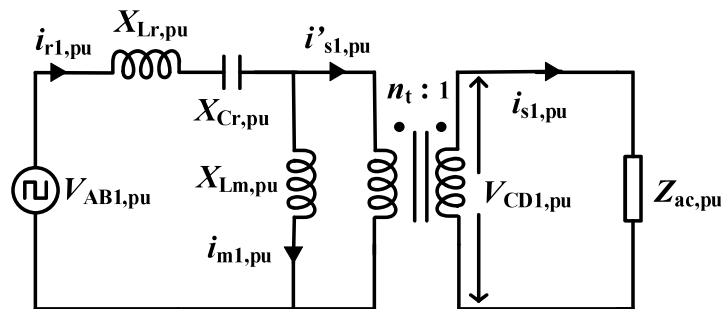 X_Lr,pu
i_r1,pu
X_Cr,pu
i'_s1,pu
n_t : 1
i_s1,pu
V_AB1,pu
X_Lm,pu
V_CD1,pu
Z_ac,pu
i_m1,pu